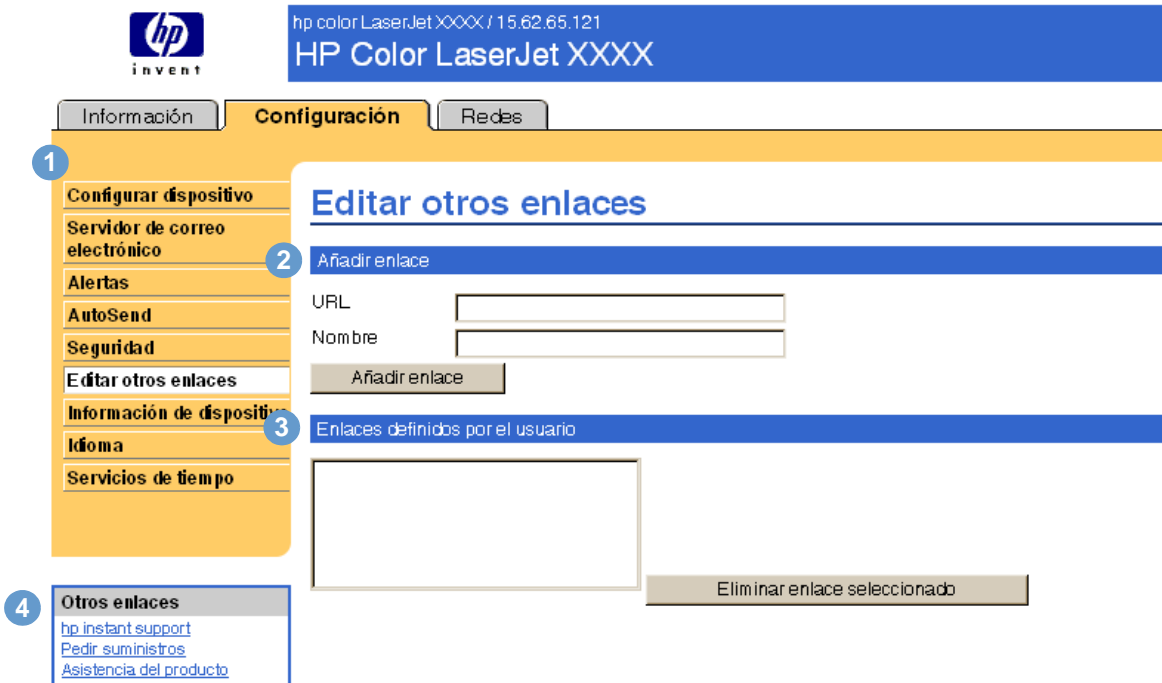 hp
invent
hp color LaserJet XXXX / 15.62.65.121
HP Color LaserJet XXXX
Información
Configuración
Redes
1
Configurar dispositivo
Servidor de correo
electrónico
Alertas
AutoSend
Seguridad
Editar otros enlaces
Información de dispositivo
Idioma
Servicios de tiempo
Editar otros enlaces
2
Añadir enlace
URL
Nombre
Añadir enlace
3
Enlaces definidos por el usuario
Eliminar enlace seleccionado
4
Otros enlaces
hp instant support
Pedir suministros
Asistencia del producto